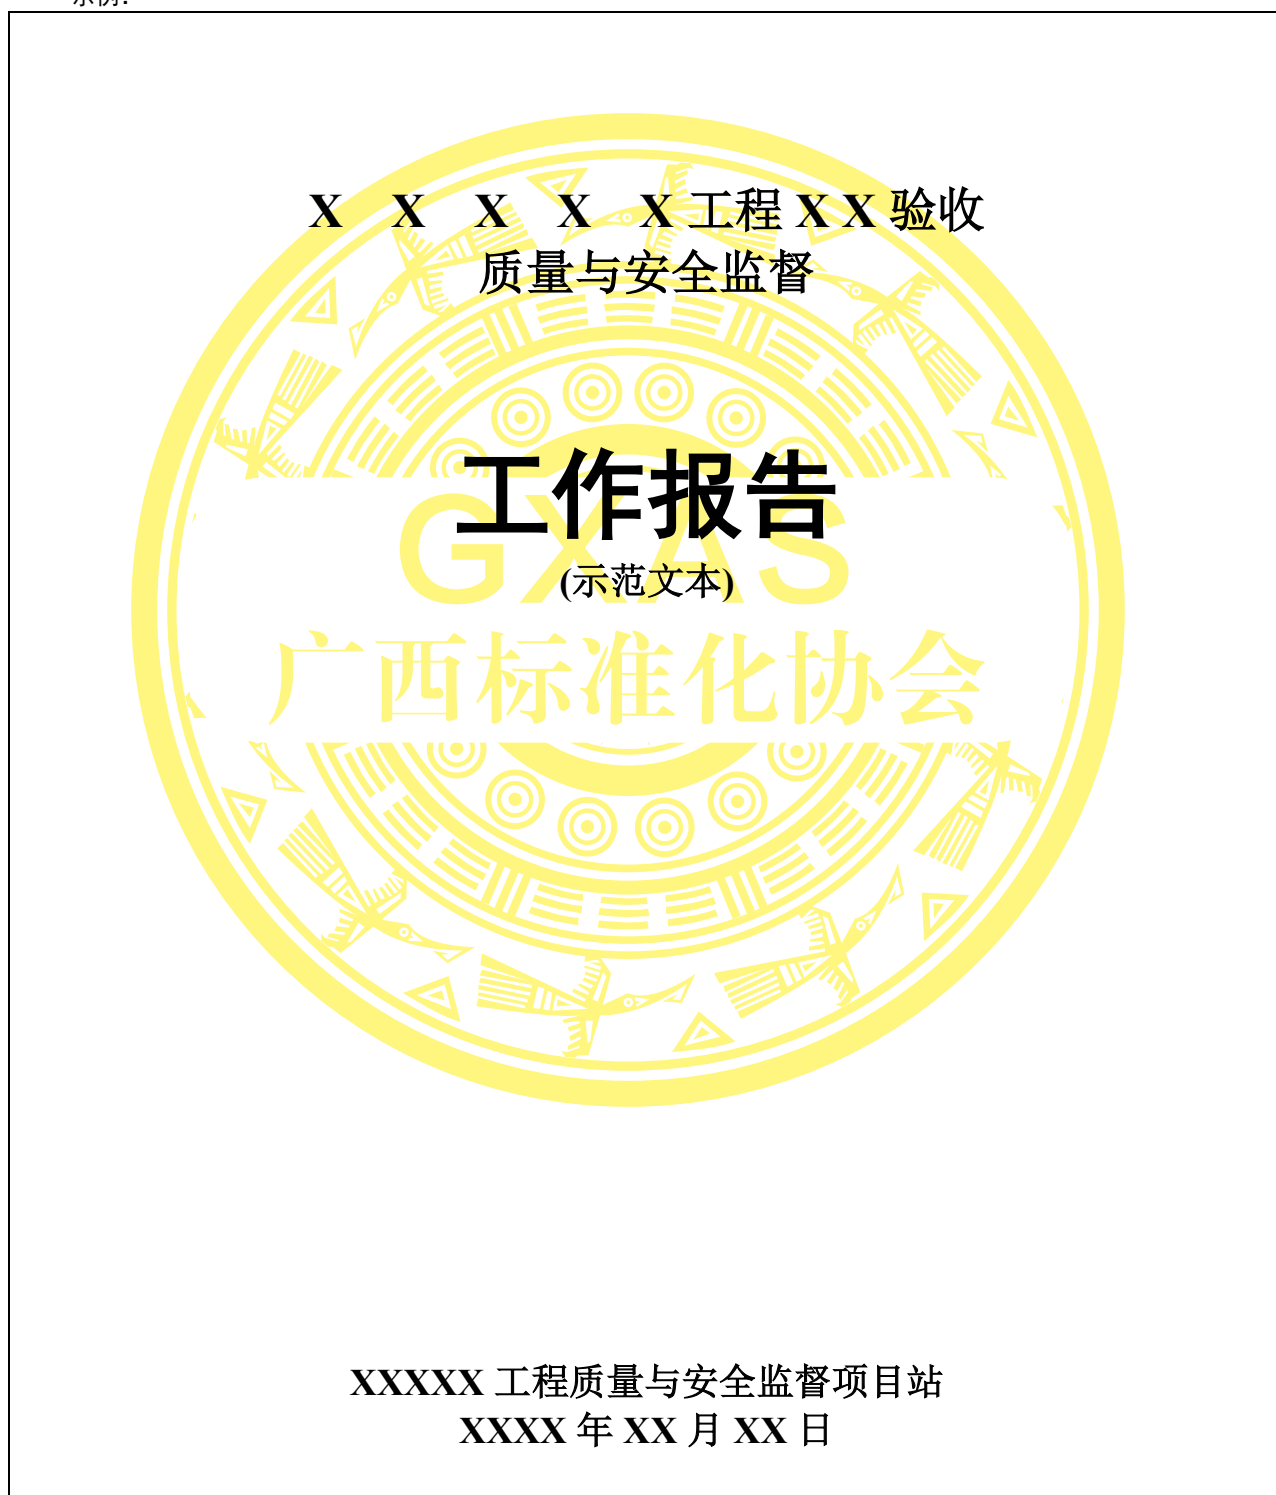 示例：
X X X X X 工程 X X 验收
质量与安全监督
工作报告
(示范文本)
GXAS
广西标准化协会
XXXXX 工程质量与安全监督项目站
XXXX 年 XX 月 XX 日